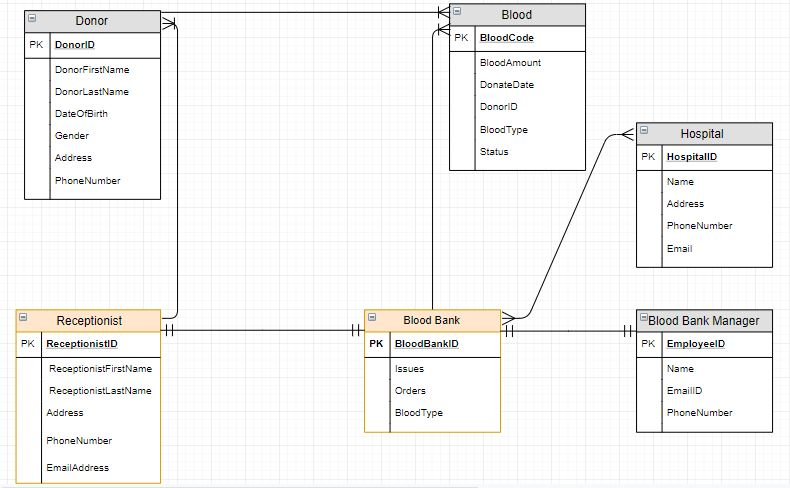 Donor
PK DonorID
DonorFirstName
DonorLastName
DateOfBirth
Gender
Address
PhoneNumber
Blood
PK BloodCode
BloodAmount
DonateDate
DonorID
BloodType
Status
Hospital
PK HospitalID
Name
Address
PhoneNumber
Email
Receptionist
PK ReceptionistID
ReceptionistFirstName
ReceptionistLastName
Address
PhoneNumber
EmailAddress
Blood Bank
PK BloodBankID
Issues
Orders
BloodType
Blood Bank Manager
PK EmployeeID
Name
EmailID
PhoneNumber